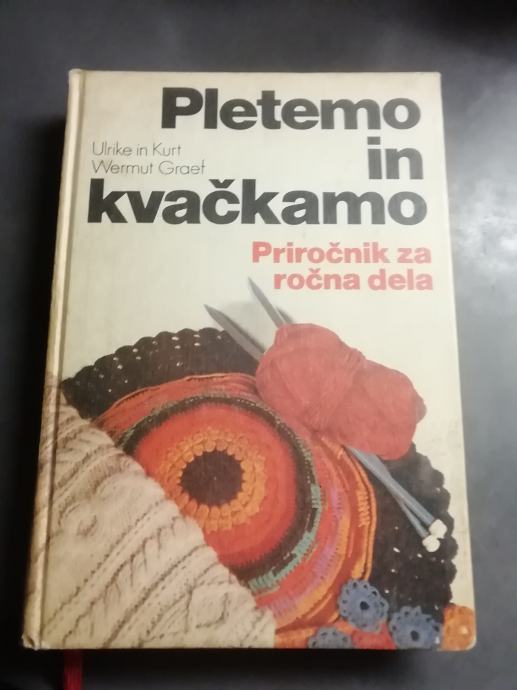 Pletemo
Ulrike in Kurt
in
Wermut Graef
kvačkamo
Priročnik za
ročna dela